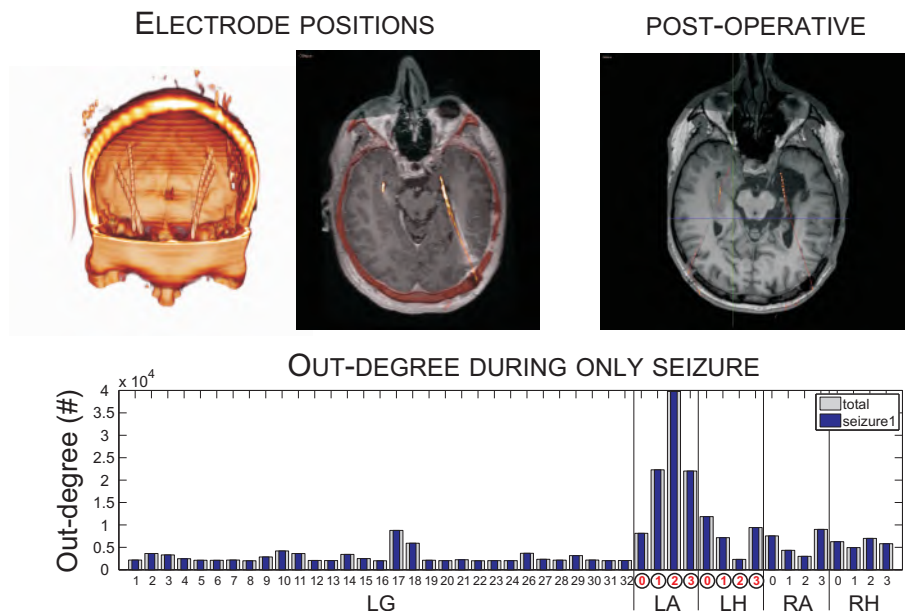 ELECTRODE POSITIONS
POST-OPERATIVE
OUT-DEGREE DURING ONLY SEIZURE
x 10⁴
Out-degree (#)
4
3.5
3
2.5
2
1.5
1
0.5
0
total
seizure1
1 2 3 4 5 6 7 8 9 10 11 12 13 14 15 16 17 18 19 20 21 22 23 24 25 26 27 28 29 30 31 32 0 1 2 3 0 1 2 3 0 1 2 3 0 1 2 3
LG LA LH RA RH